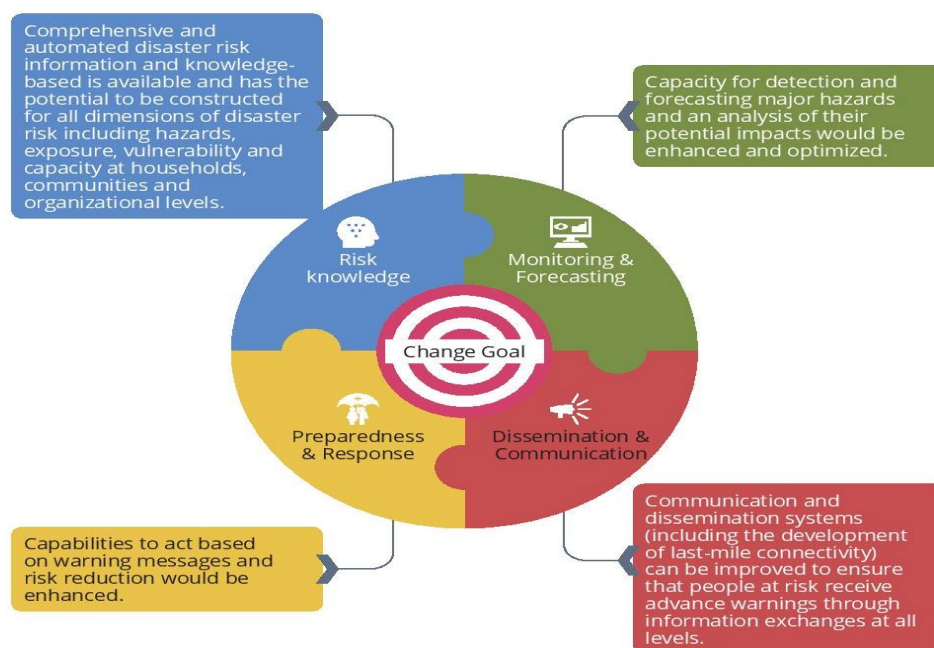 Comprehensive and
automated disaster risk
information and knowledge-
based is available and has the
potential to be constructed
for all dimensions of disaster
risk including hazards,
exposure, vulnerability and
capacity at households,
communities and
organizational levels.
Capacity for detection and
forecasting major hazards
and an analysis of their
potential impacts would be
enhanced and optimized.
Risk
knowledge
Monitoring &
Forecasting
Change Goal
Preparedness
& Response
Dissemination &
Communication
Capabilities to act based
on warning messages and
risk reduction would be
enhanced.
Communication and
dissemination systems
(including the development
of last-mile connectivity)
can be improved to ensure
that people at risk receive
advance warnings through
information exchanges at all
levels.